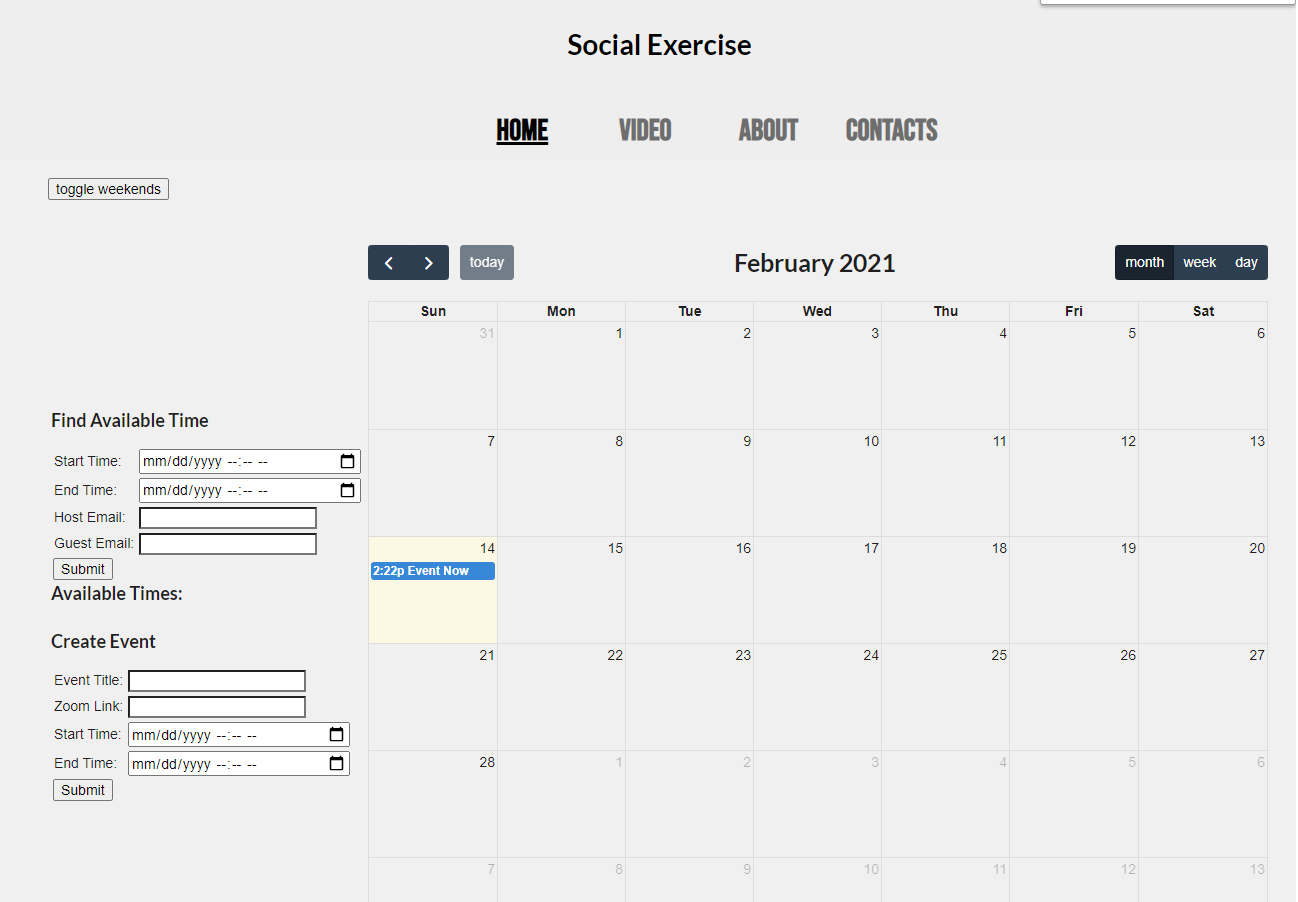 Social Exercise
HOME VIDEO ABOUT CONTACTS
toggle weekends
today
February 2021
month week day
Sun Mon Tue Wed Thu Fri Sat
31 1 2 3 4 5 6
7 8 9 10 11 12 13
14 15 16 17 18 19 20
2:22p Event Now
21 22 23 24 25 26 27
28 1 2 3 4 5 6
7 8 9 10 11 12 13
Find Available Time
Start Time: mm/dd/yyyy --:-- --
End Time: mm/dd/yyyy --:-- --
Host Email:
Guest Email:
Submit
Available Times:
Create Event
Event Title:
Zoom Link:
Start Time: mm/dd/yyyy --:-- --
End Time: mm/dd/yyyy --:-- --
Submit